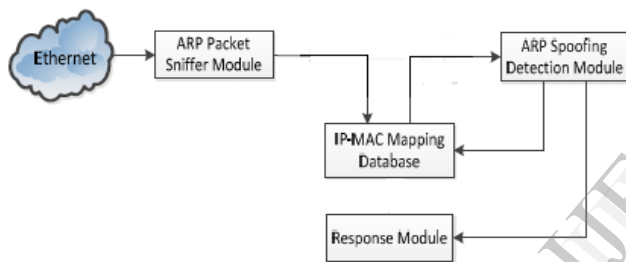 Ethernet
ARP Packet
Sniffer Module
ARP Spoofing
Detection Module
IP-MAC Mapping
Database
Response Module